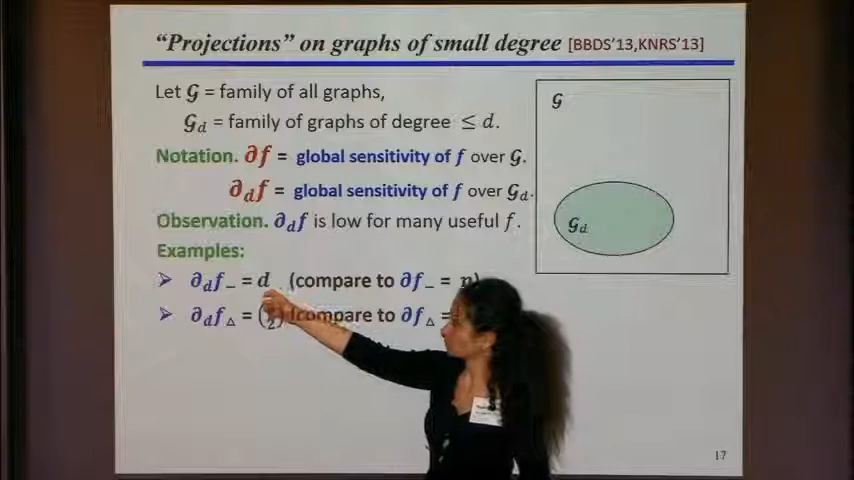 “Projections” on graphs of small degree [BBDS’13,KNRS’13]
Let 𝒢 = family of all graphs,
𝒢d = family of graphs of degree ≤ d.
Notation. ∂f = global sensitivity of f over 𝒢.
∂df = global sensitivity of f over 𝒢d.
Observation. ∂df is low for many useful f.
Examples:
➢ ∂df− = d (compare to ∂f− = n)
➢ ∂df△ = ( 2) (compare to ∂f△ =
𝒢
𝒢d
17